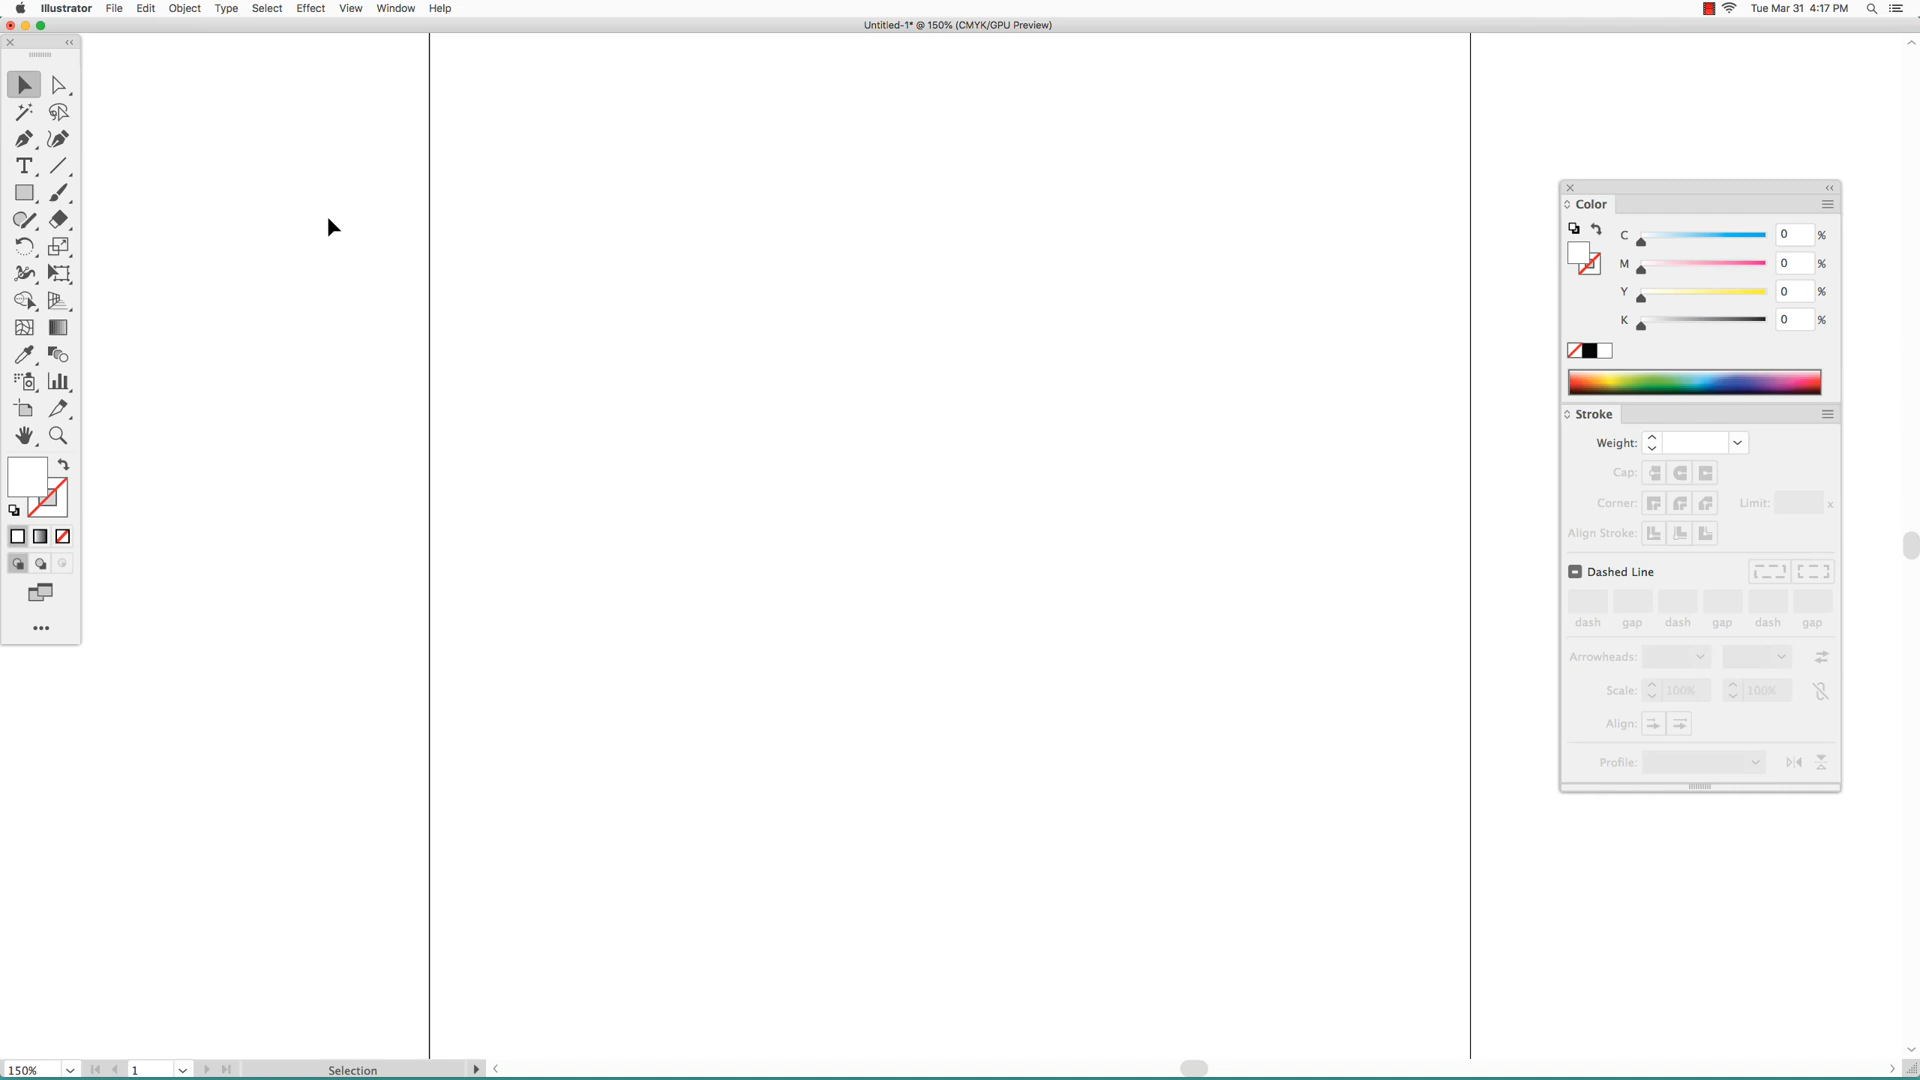 Illustrator File Edit Object Type Select Effect View Window Help
Tue Mar 31 4:17 PM
Untitled-1* @ 150% (CMYK/GPU Preview)
T
Color
C 0 %
M 0 %
Y 0 %
K 0 %
Stroke
Weight:
Cap:
Corner: Limit: x
Align Stroke:
Dashed Line
dash gap dash gap dash gap
Arrowheads:
Scale: 100% 100%
Align:
Profile:
150% 1 Selection